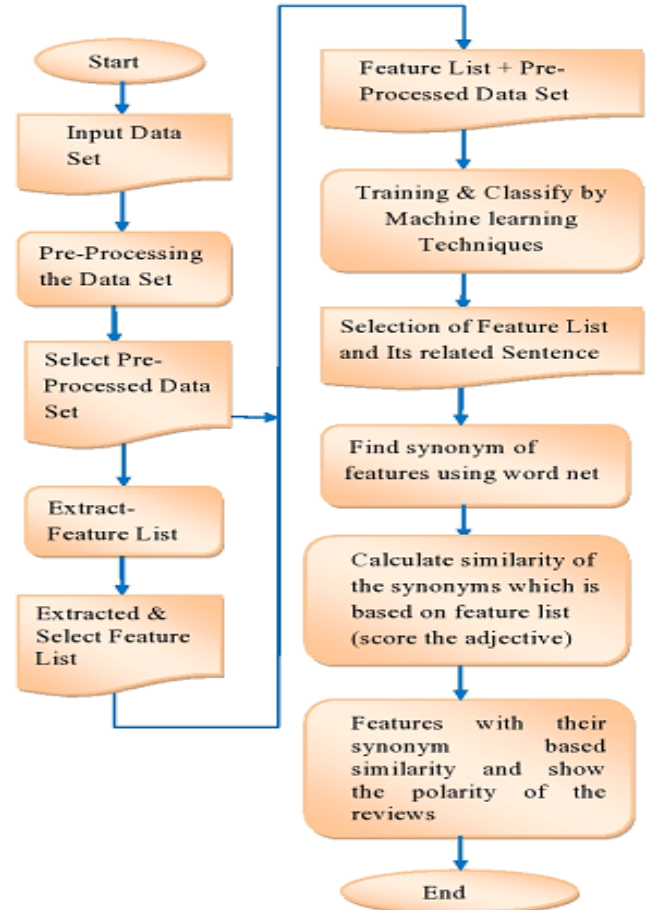 Start
Input Data
Set
Pre-Processing
the Data Set
Select Pre-
Processed Data
Set
Extract-
Feature List
Extracted &
Select Feature
List
Feature List + Pre-
Processed Data Set
Training & Classify by
Machine learning
Techniques
Selection of Feature List
and Its related Sentence
Find synonym of
features using word net
Calculate similarity of
the synonyms which is
based on feature list
(score the adjective)
Features with their
synonym based
similarity and show
the polarity of the
reviews
End